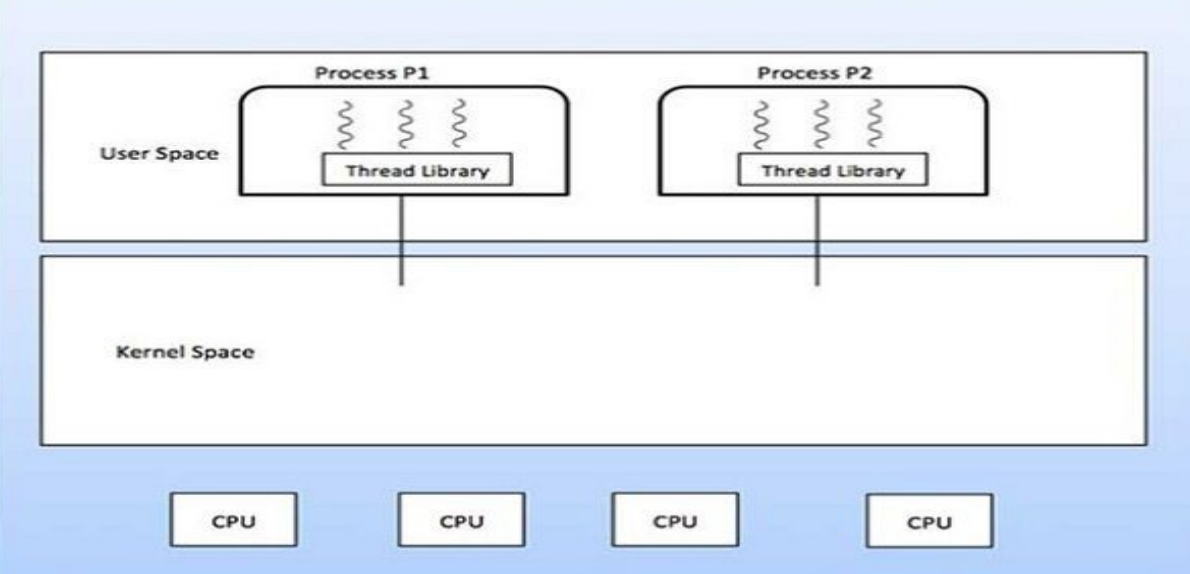 Process P1
Process P2
User Space
Thread Library
Thread Library
Kernel Space
CPU
CPU
CPU
CPU